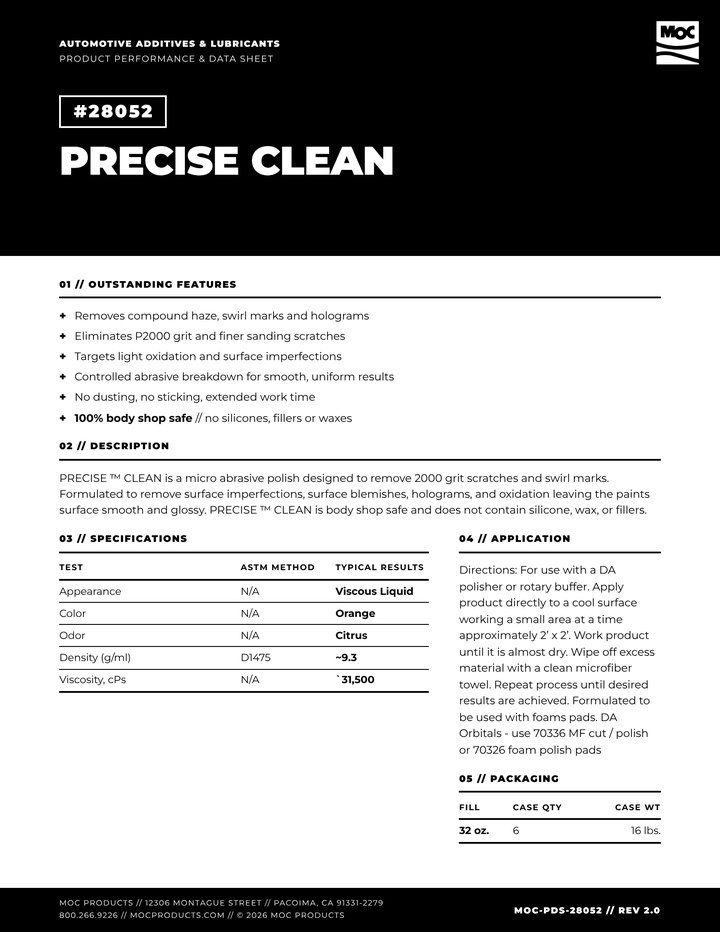 AUTOMOTIVE ADDITIVES & LUBRICANTS
PRODUCT PERFORMANCE & DATA SHEET
MOC
#28052
PRECISE CLEAN
01 // OUTSTANDING FEATURES
+ Removes compound haze, swirl marks and holograms
+ Eliminates P2000 grit and finer sanding scratches
+ Targets light oxidation and surface imperfections
+ Controlled abrasive breakdown for smooth, uniform results
+ No dusting, no sticking, extended work time
+ 100% body shop safe // no silicones, fillers or waxes
02 // DESCRIPTION
PRECISE ™ CLEAN is a micro abrasive polish designed to remove 2000 grit scratches and swirl marks.
Formulated to remove surface imperfections, surface blemishes, holograms, and oxidation leaving the paints
surface smooth and glossy. PRECISE ™ CLEAN is body shop safe and does not contain silicone, wax, or fillers.
03 // SPECIFICATIONS
TEST ASTM METHOD TYPICAL RESULTS
Appearance N/A Viscous Liquid
Color N/A Orange
Odor N/A Citrus
Density (g/ml) D1475 ~9.3
Viscosity, cPs N/A `31,500
04 // APPLICATION
Directions: For use with a DA
polisher or rotary buffer. Apply
product directly to a cool surface
working a small area at a time
approximately 2' x 2'. Work product
until it is almost dry. Wipe off excess
material with a clean microfiber
towel. Repeat process until desired
results are achieved. Formulated to
be used with foams pads. DA
Orbitals - use 70336 MF cut / polish
or 70326 foam polish pads
05 // PACKAGING
FILL CASE QTY CASE WT
32 oz. 6 16 lbs.
MOC PRODUCTS // 12306 MONTAGUE STREET // PACOIMA, CA 91331-2279
800.266.9226 // MOCPRODUCTS.COM // © 2026 MOC PRODUCTS
MOC-PDS-28052 // REV 2.0